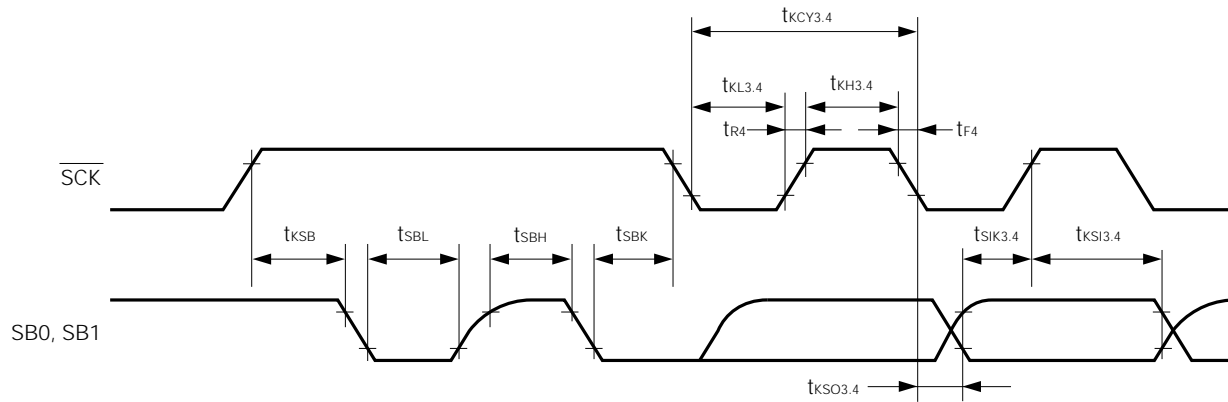 tKCY3.4
tKL3.4 tKH3.4
tR4 tF4
SCK
tKSB tSBL tSBH tSBK tSIK3.4 tKSI3.4
SB0, SB1
tKSO3.4